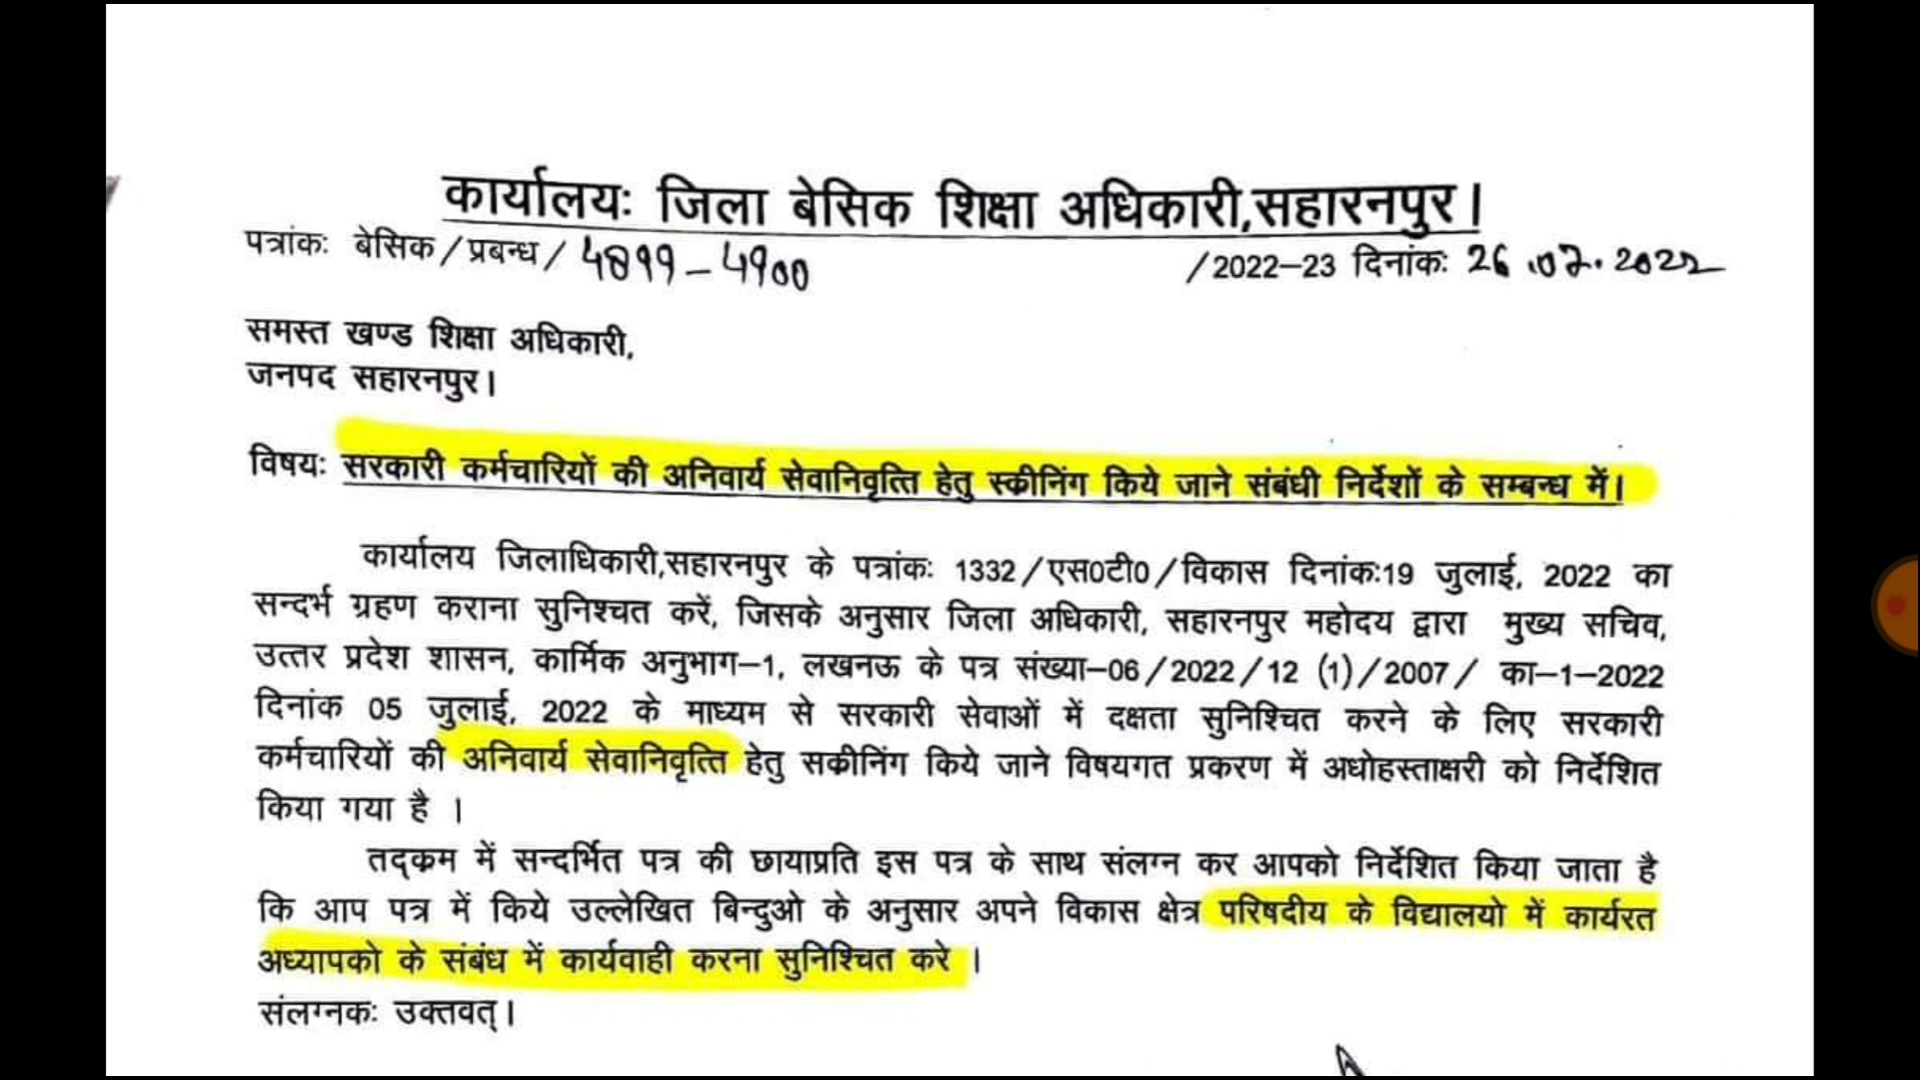 कार्यालयः जिला बेसिक शिक्षा अधिकारी,सहारनपुर।
पत्रांकः बेसिक/प्रबन्ध/ 4899-4900 /2022-23 दिनांकः 26.07.2022
समस्त खण्ड शिक्षा अधिकारी,
जनपद सहारनपुर।
विषयः सरकारी कर्मचारियों की अनिवार्य सेवानिवृत्ति हेतु स्क्रीनिंग किये जाने संबंधी निर्देशों के सम्बन्ध में।
कार्यालय जिलाधिकारी,सहारनपुर के पत्रांकः 1332/एस0टी0/विकास दिनांकः19 जुलाई, 2022 का
सन्दर्भ ग्रहण कराना सुनिश्चत करें, जिसके अनुसार जिला अधिकारी, सहारनपुर महोदय द्वारा मुख्य सचिव,
उत्तर प्रदेश शासन, कार्मिक अनुभाग-1, लखनऊ के पत्र संख्या-06/2022/12 (1)/2007/ का-1-2022
दिनांक 05 जुलाई, 2022 के माध्यम से सरकारी सेवाओं में दक्षता सुनिश्चित करने के लिए सरकारी
कर्मचारियों की अनिवार्य सेवानिवृत्ति हेतु सक्रीनिंग किये जाने विषयगत प्रकरण में अधोहस्ताक्षरी को निर्देशित
किया गया है ।
तद्क्रम में सन्दर्भित पत्र की छायाप्रति इस पत्र के साथ संलग्न कर आपको निर्देशित किया जाता है
कि आप पत्र में किये उल्लेखित बिन्दुओ के अनुसार अपने विकास क्षेत्र परिषदीय के विद्यालयो में कार्यरत
अध्यापको के संबंध में कार्यवाही करना सुनिश्चित करे ।
संलग्नकः उक्तवत्।